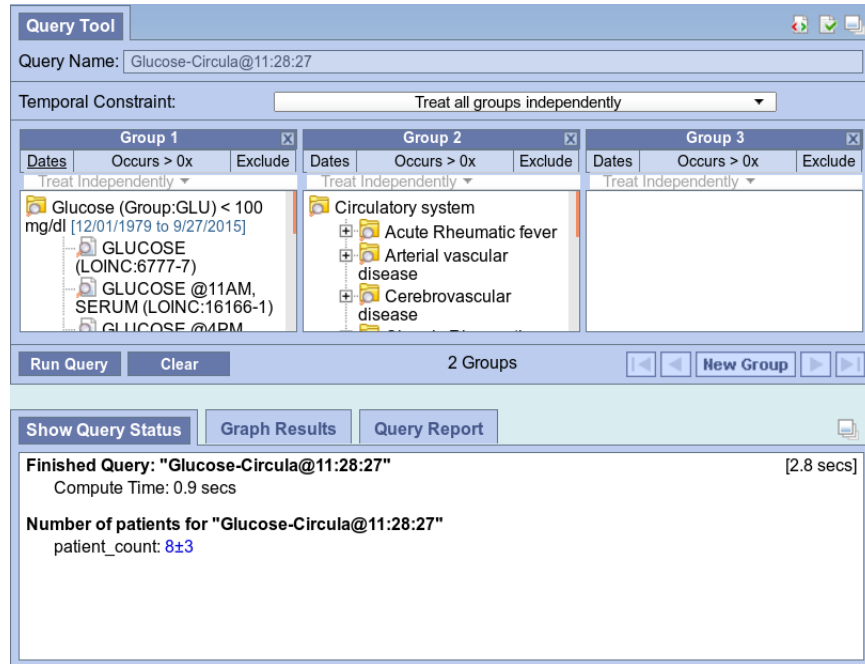 Query Tool
Query Name: Glucose-Circula@11:28:27
Temporal Constraint: Treat all groups independently
Group 1
Dates Occurs > 0x Exclude
Treat Independently
Glucose (Group:GLU) < 100
mg/dl [12/01/1979 to 9/27/2015]
GLUCOSE
(LOINC:6777-7)
GLUCOSE @11AM,
SERUM (LOINC:16166-1)
GLUCOSE @4PM
Group 2
Dates Occurs > 0x Exclude
Treat Independently
Circulatory system
Acute Rheumatic fever
Arterial vascular
disease
Cerebrovascular
disease
Group 3
Dates Occurs > 0x Exclude
Treat Independently
Run Query Clear 2 Groups New Group
Show Query Status Graph Results Query Report
Finished Query: "Glucose-Circula@11:28:27" [2.8 secs]
Compute Time: 0.9 secs
Number of patients for "Glucose-Circula@11:28:27"
patient_count: 8±3